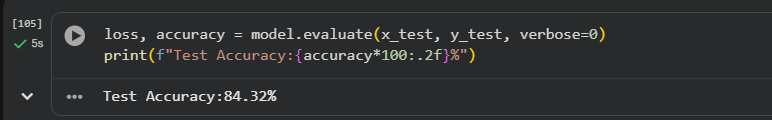 [105]
5s
loss, accuracy = model.evaluate(x_test, y_test, verbose=0)
print(f"Test Accuracy:{accuracy*100:.2f}%")
Test Accuracy:84.32%